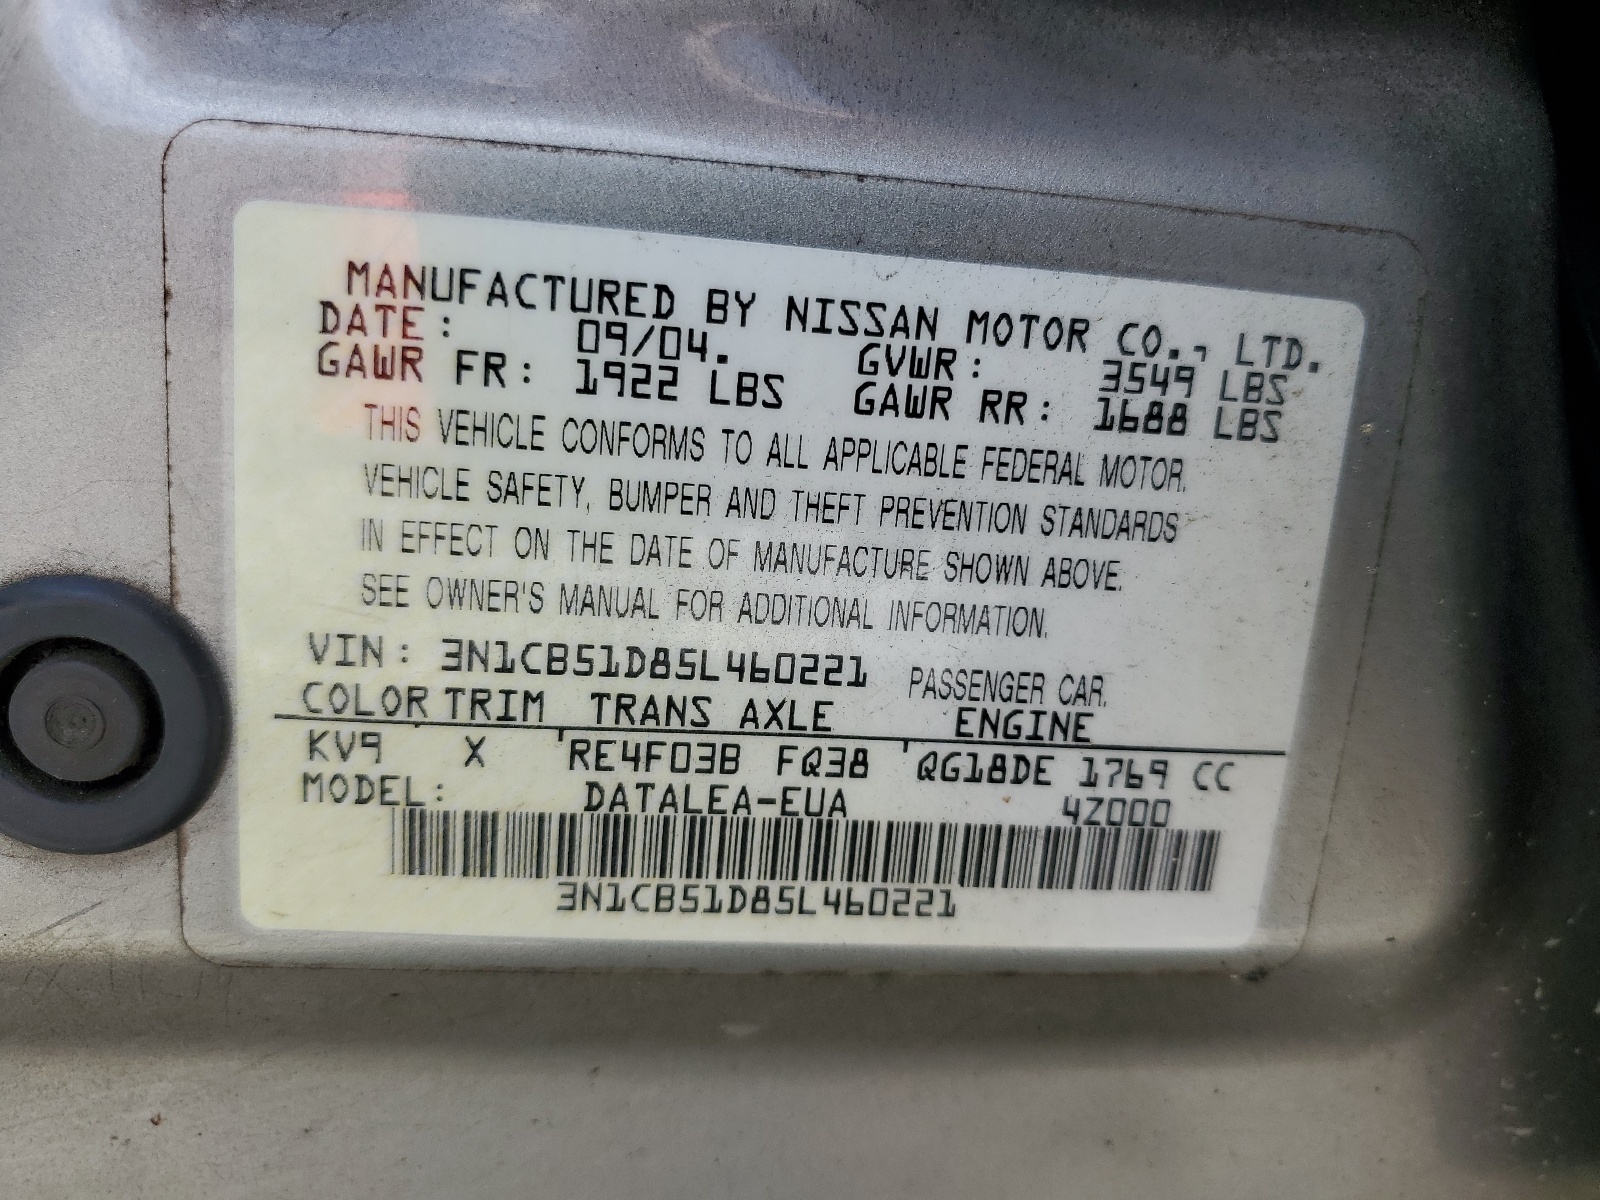 MANUFACTURED BY NISSAN MOTOR CO., LTD.
DATE: 09/04. GVWR: 3549 LBS
GAWR FR: 1922 LBS GAWR RR: 1688 LBS
THIS VEHICLE CONFORMS TO ALL APPLICABLE FEDERAL MOTOR.
VEHICLE SAFETY, BUMPER AND THEFT PREVENTION STANDARDS
IN EFFECT ON THE DATE OF MANUFACTURE SHOWN ABOVE.
SEE OWNER'S MANUAL FOR ADDITIONAL INFORMATION.
VIN: 3N1CB51D85L460221 PASSENGER CAR.
COLOR TRIM TRANS AXLE ENGINE
KV9 X RE4F03B FQ38 QG18DE 1769 CC
MODEL: DATALEA-EUA 4Z000
3N1CB51D85L460221